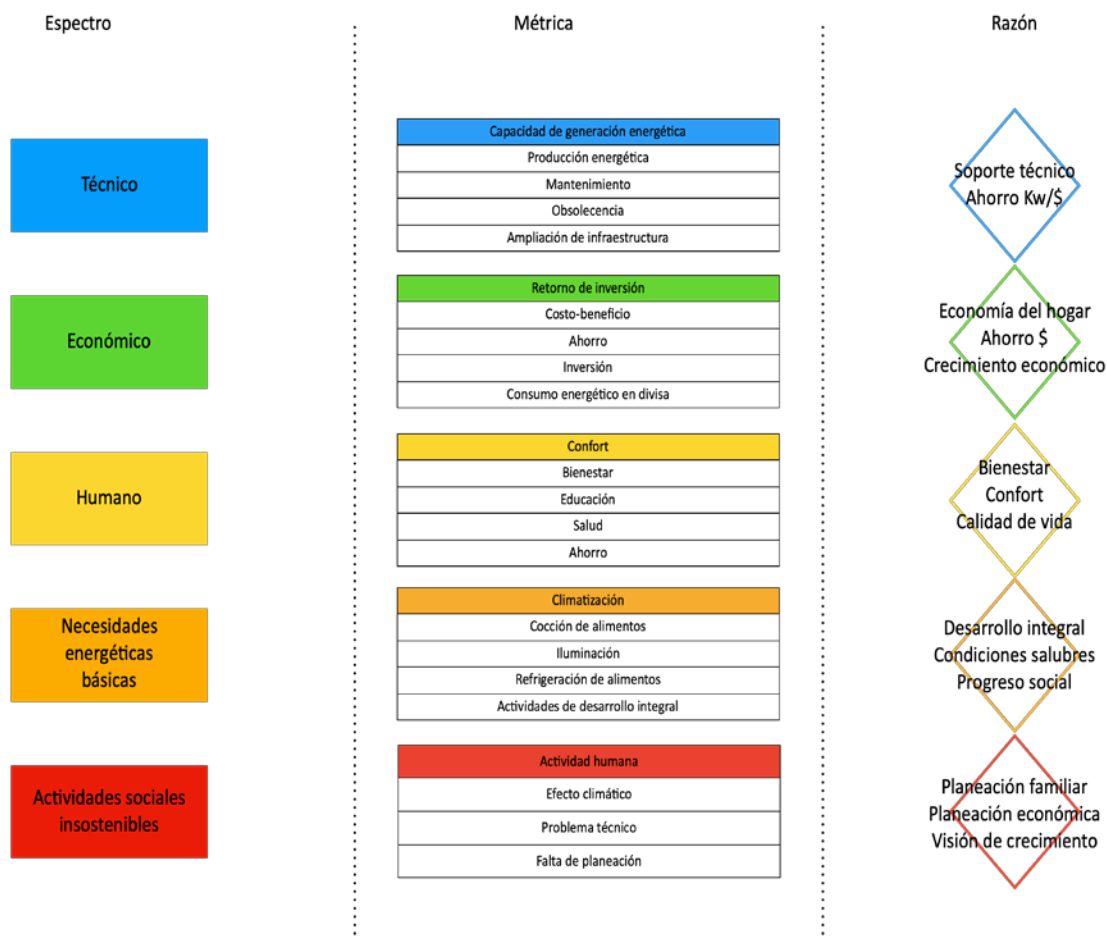 Espectro
Métrica
Razón
Técnico
Capacidad de generación energética
Producción energética
Mantenimiento
Obsolecencia
Ampliación de infraestructura
Soporte técnico
Ahorro Kw/$
Económico
Retorno de inversión
Costo-beneficio
Ahorro
Inversión
Consumo energético en divisa
Economía del hogar
Ahorro $
Crecimiento económico
Humano
Confort
Bienestar
Educación
Salud
Ahorro
Bienestar
Confort
Calidad de vida
Necesidades
energéticas
básicas
Climatización
Cocción de alimentos
Iluminación
Refrigeración de alimentos
Actividades de desarrollo integral
Desarrollo integral
Condiciones salubres
Progreso social
Actividades sociales
insostenibles
Actividad humana
Efecto climático
Problema técnico
Falta de planeación
Planeación familiar
Planeación económica
Visión de crecimiento